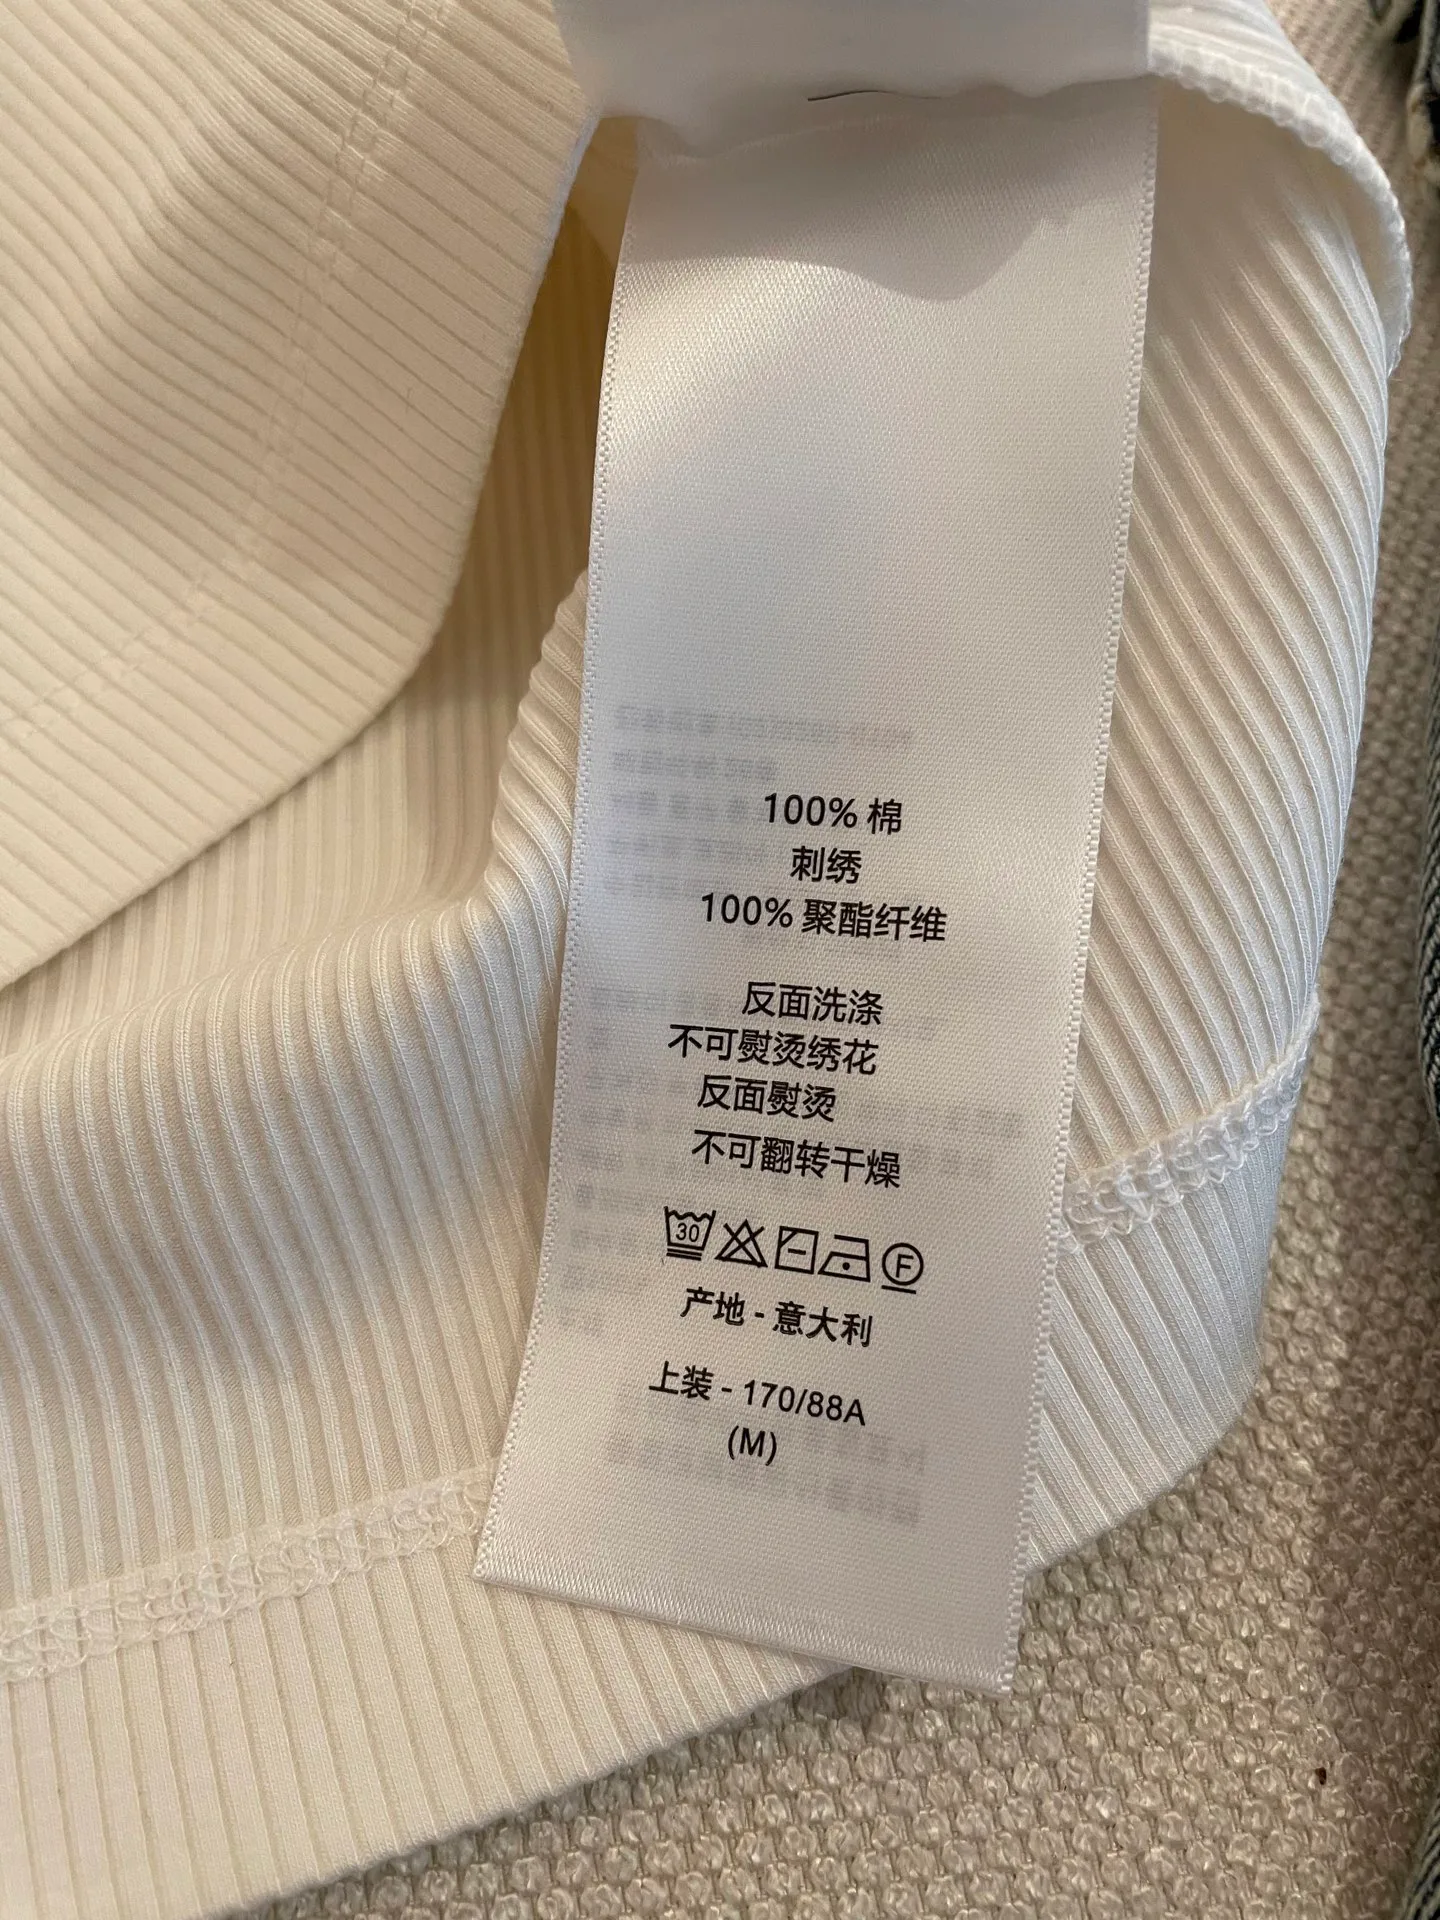 100% 棉
刺绣
100% 聚酯纤维
反面洗涤
不可熨烫绣花
反面熨烫
不可翻转干燥
30
F
产地 - 意大利
上装 - 170/88A
(M)